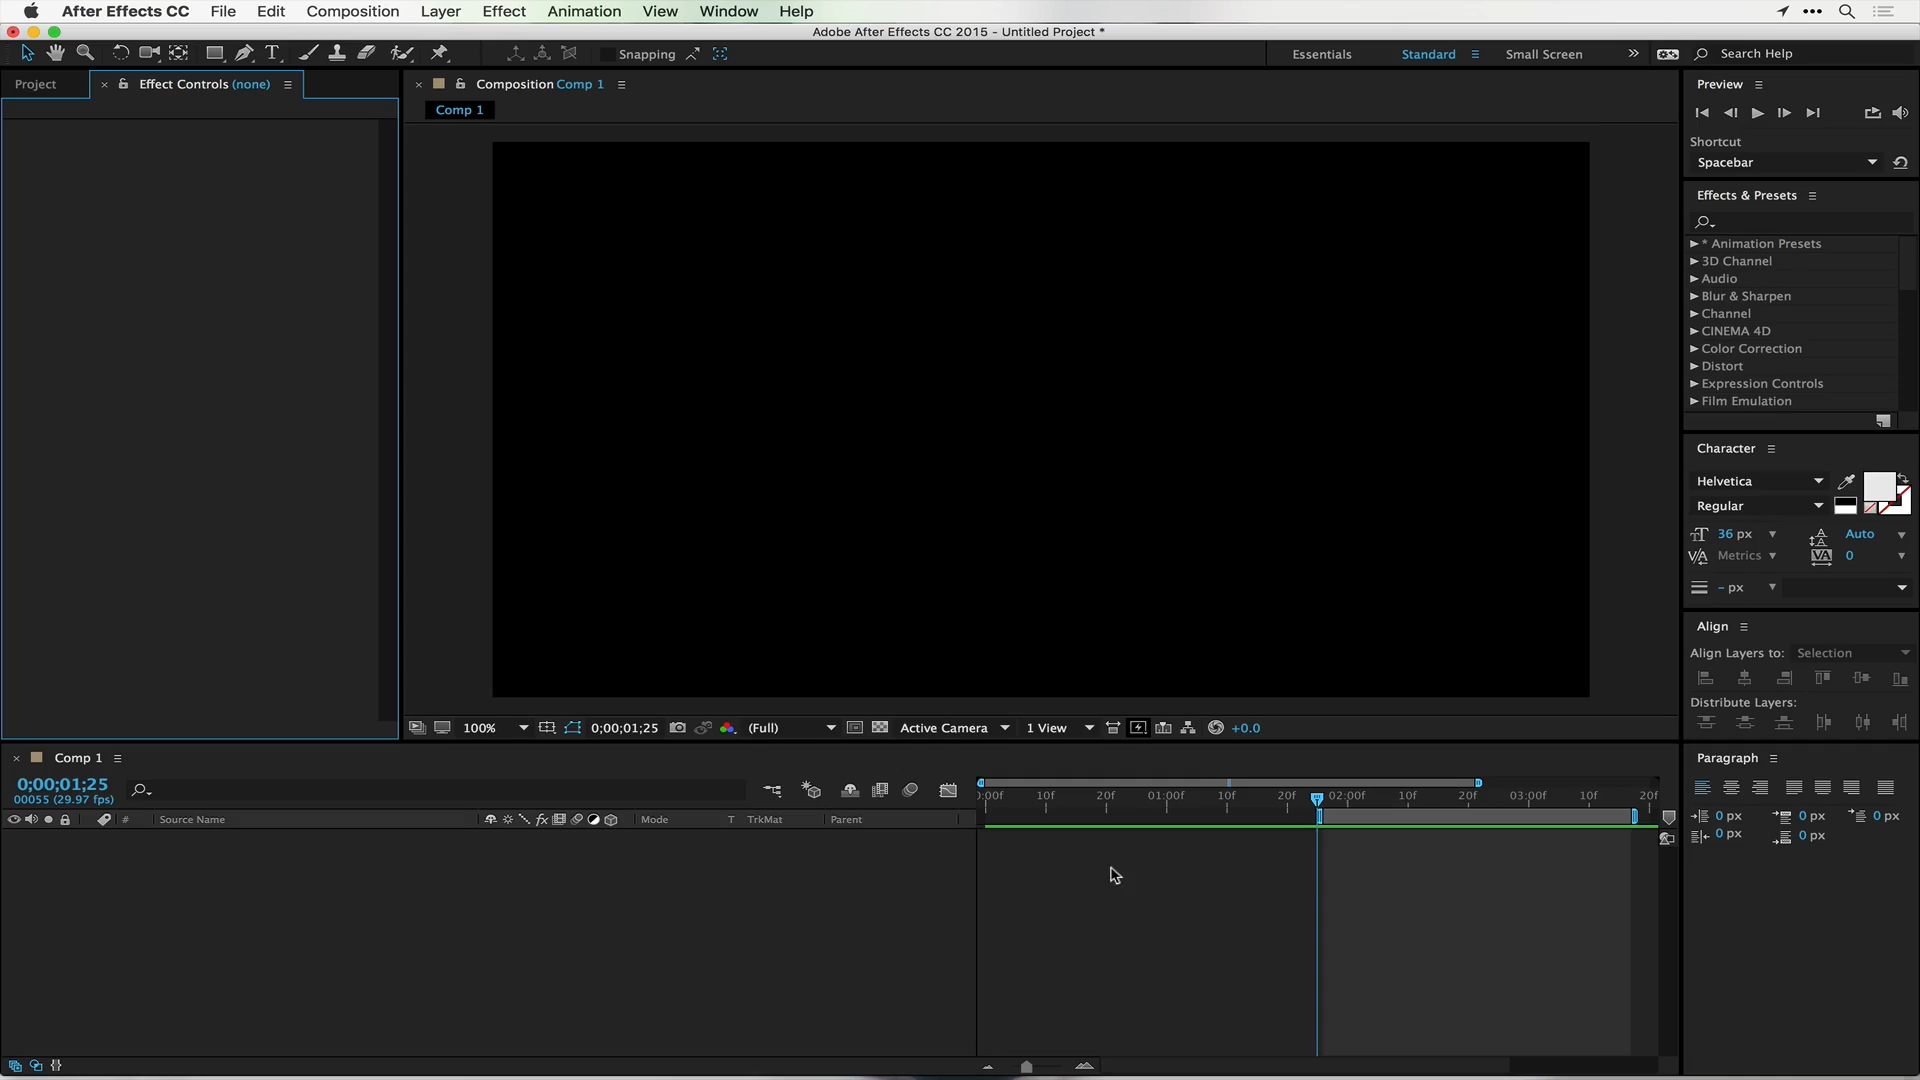 After Effects CC File Edit Composition Layer Effect Animation View Window Help
Adobe After Effects CC 2015 - Untitled Project *
Snapping
Essentials Standard Small Screen Search Help
Project Effect Controls (none)
Composition Comp 1
Comp 1
Preview
Shortcut
Spacebar
Effects & Presets
* Animation Presets
3D Channel
Audio
Blur & Sharpen
Channel
CINEMA 4D
Color Correction
Distort
Expression Controls
Film Emulation
Character
Helvetica
Regular
36 px Auto
Metrics 0
- px
Align
Align Layers to: Selection
Distribute Layers:
100% 0;00;01;25 (Full) Active Camera 1 View +0.0
Comp 1
0;00;01;25
00055 (29.97 fps)
# Source Name Mode T TrkMat Parent
):00f 10f 20f 01:00f 10f 20f 02:00f 10f 20f 03:00f 10f 20f
Paragraph
0 px 0 px 0 px
0 px 0 px